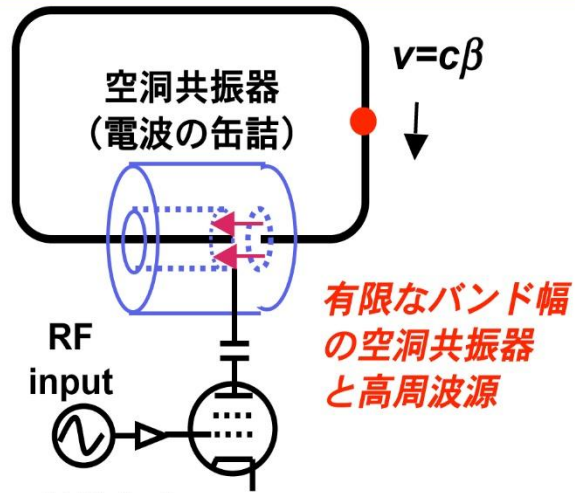 v=cβ
空洞共振器
（電波の缶詰）
有限なバンド幅
の空洞共振器
と高周波源
RF
input